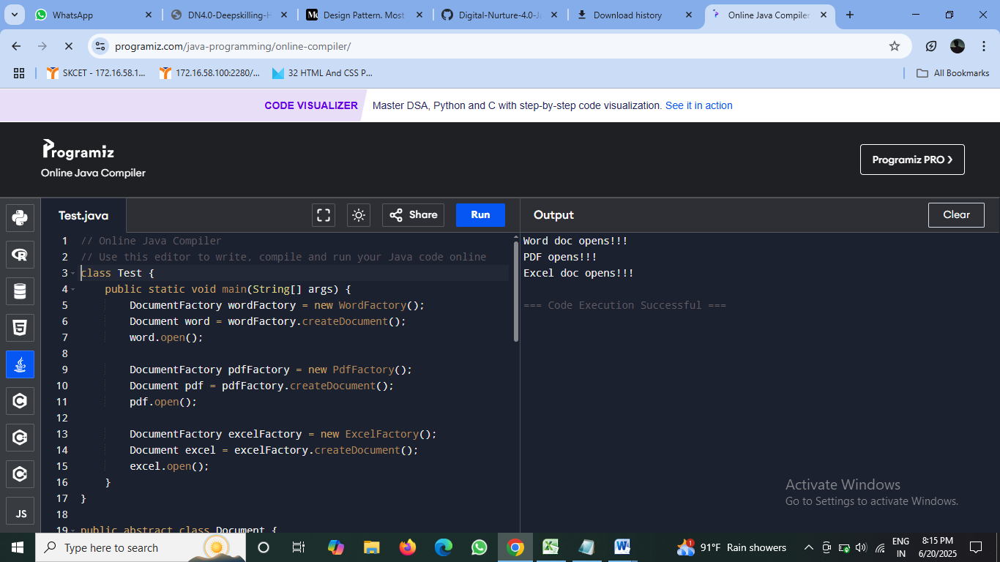 WhatsApp
DN4.0-Deepskilling-H
Design Pattern. Most
Digital-Nurture-4.0-Ja
Download history
Online Java Compiler
programiz.com/java-programming/online-compiler/
SKCET - 172.16.58.1...
172.16.58.100:2280/...
32 HTML And CSS P...
All Bookmarks
CODE VISUALIZER Master DSA, Python and C with step-by-step code visualization. See it in action
Programiz
Online Java Compiler
Programiz PRO
Test.java
Share
Run
1 // Online Java Compiler
2 // Use this editor to write, compile and run your Java code online
3 class Test {
4 public static void main(String[] args) {
5 DocumentFactory wordFactory = new WordFactory();
6 Document word = wordFactory.createDocument();
7 word.open();
8
9 DocumentFactory pdfFactory = new PdfFactory();
10 Document pdf = pdfFactory.createDocument();
11 pdf.open();
12
13 DocumentFactory excelFactory = new ExcelFactory();
14 Document excel = excelFactory.createDocument();
15 excel.open();
16 }
17 }
18
19 public abstract class Document {
Output
Clear
Word doc opens!!!
PDF opens!!!
Excel doc opens!!!
=== Code Execution Successful ===
JS
Activate Windows
Go to Settings to activate Windows.
Type here to search
1
91°F Rain showers
ENG
IN
8:15 PM
6/20/2025